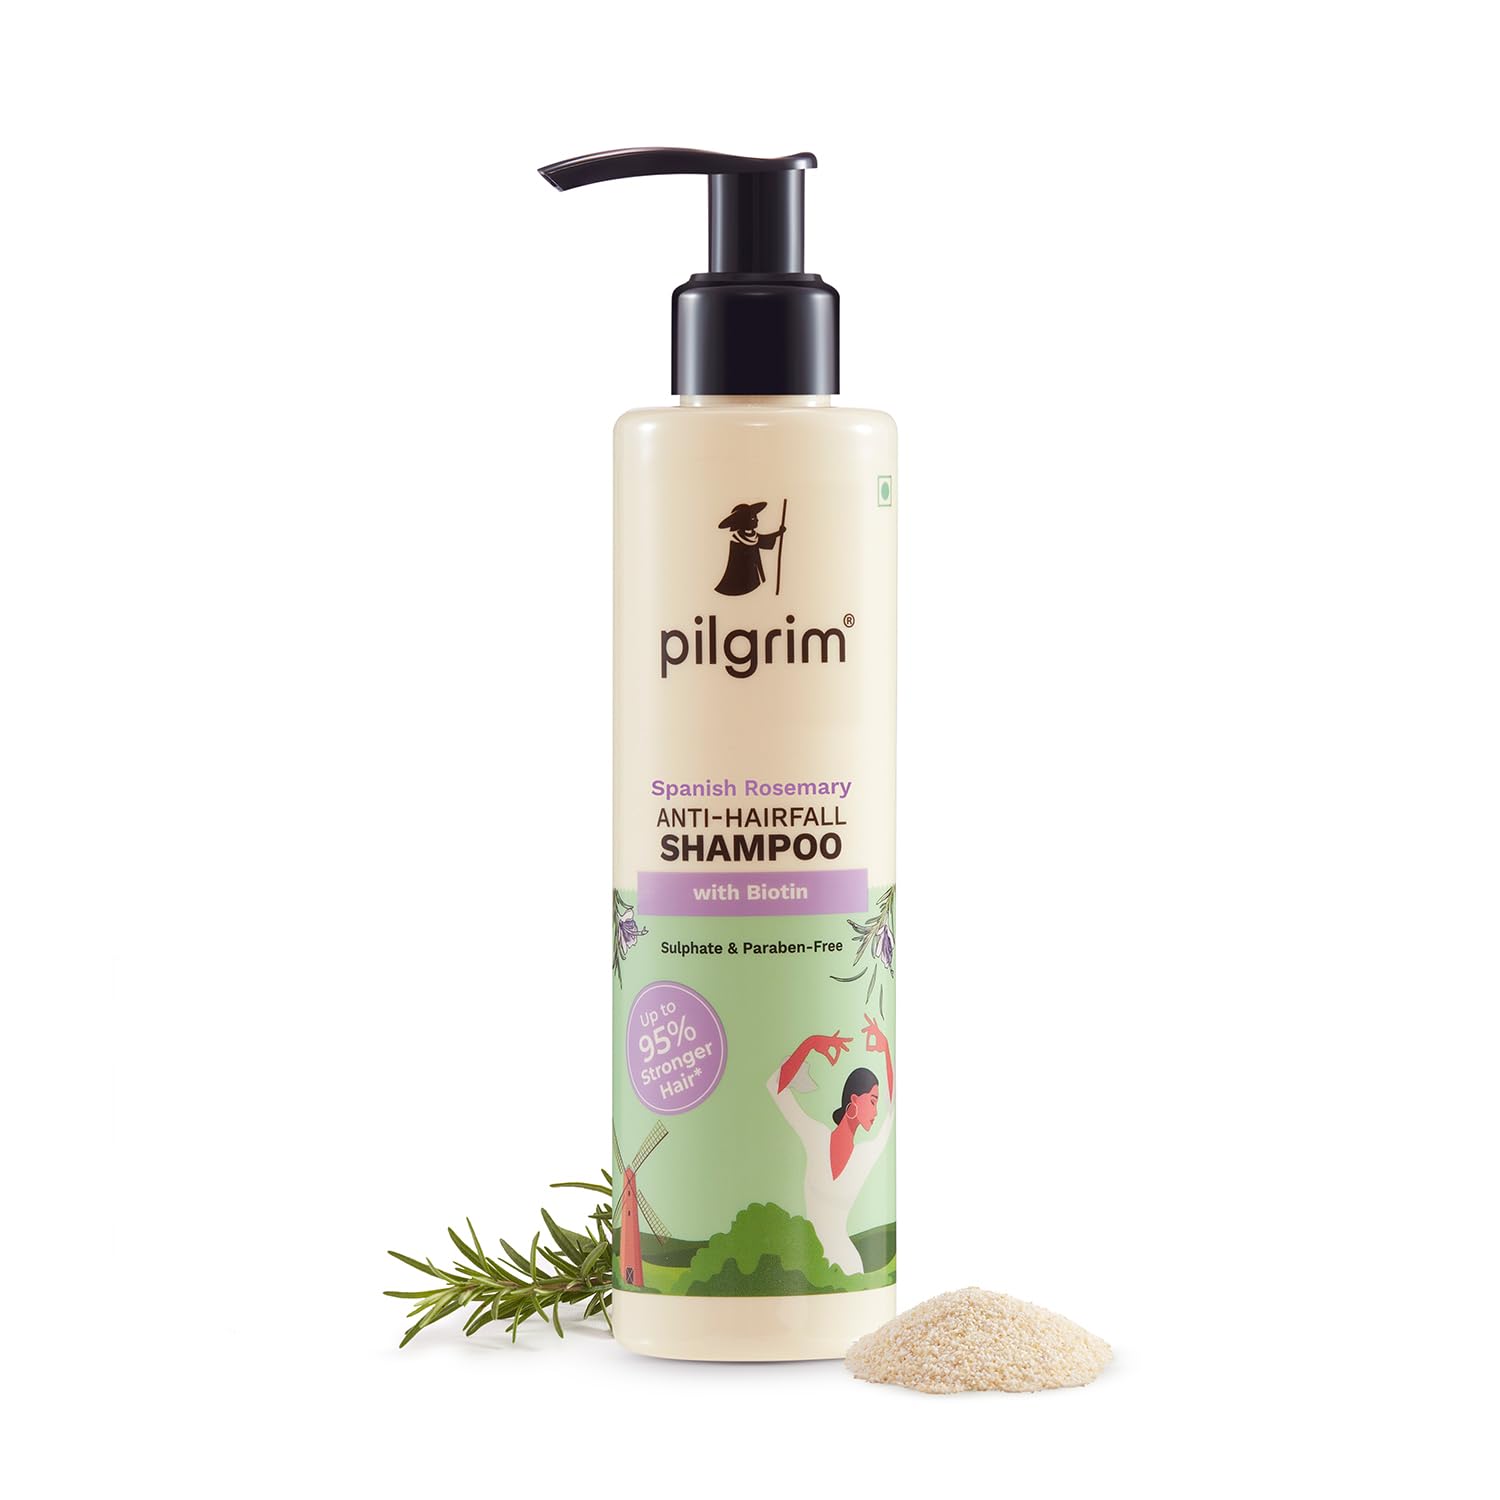 pilgrim®
Spanish Rosemary
ANTI-HAIRFALL
SHAMPOO
with Biotin
Sulphate & Paraben-Free
Up to
95%
Stronger
Hair*